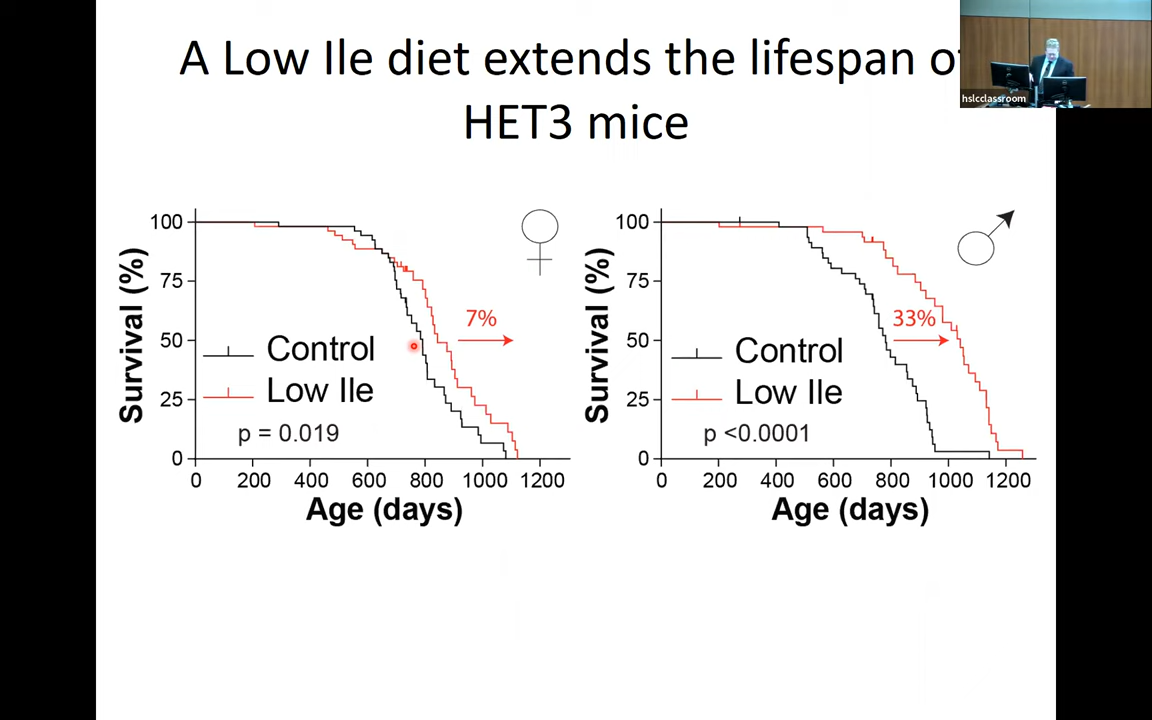 A Low Ile diet extends the lifespan o
HET3 mice
hslcclassroom
100
75
50
25
0
Survival (%)
7%
Control
Low Ile
p = 0.019
0 200 400 600 800 1000 1200
Age (days)
100
75
50
25
0
Survival (%)
33%
Control
Low Ile
p <0.0001
0 200 400 600 800 1000 1200
Age (days)